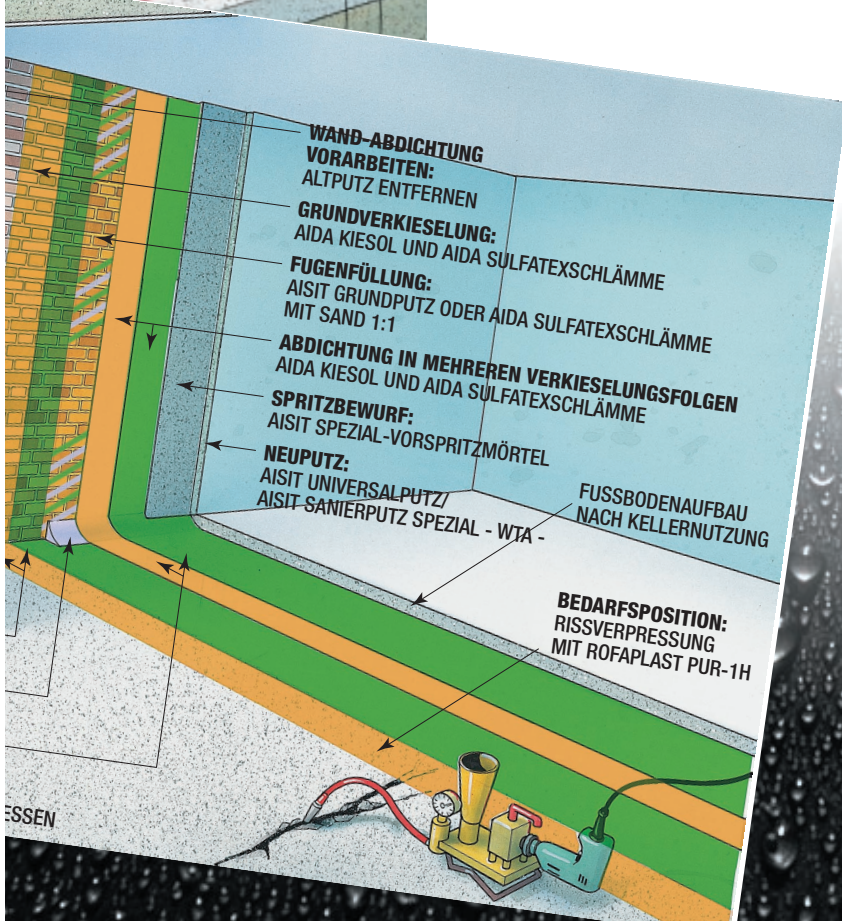 WAND-ABDICHTUNG
VORARBEITEN:
ALTPUTZ ENTFERNEN
GRUNDVERKIESELUNG:
AIDA KIESOL UND AIDA SULFATEXSCHLÄMME
FUGENFÜLLUNG:
AISIT GRUNDPUTZ ODER AIDA SULFATEXSCHLÄMME
MIT SAND 1:1
ABDICHTUNG IN MEHREREN VERKIESELUNGSFOLGEN
AIDA KIESOL UND AIDA SULFATEXSCHLÄMME
SPRITZBEWURF:
AISIT SPEZIAL-VORSPRITZMÖRTEL
NEUPUTZ:
AISIT UNIVERSALPUTZ/
AISIT SANIERPUTZ SPEZIAL - WTA -
FUSSBODENAUFBAU
NACH KELLERNUTZUNG
BEDARFSPOSITION:
RISSVERPRESSUNG
MIT ROFAPLAST PUR-1H
ESSEN